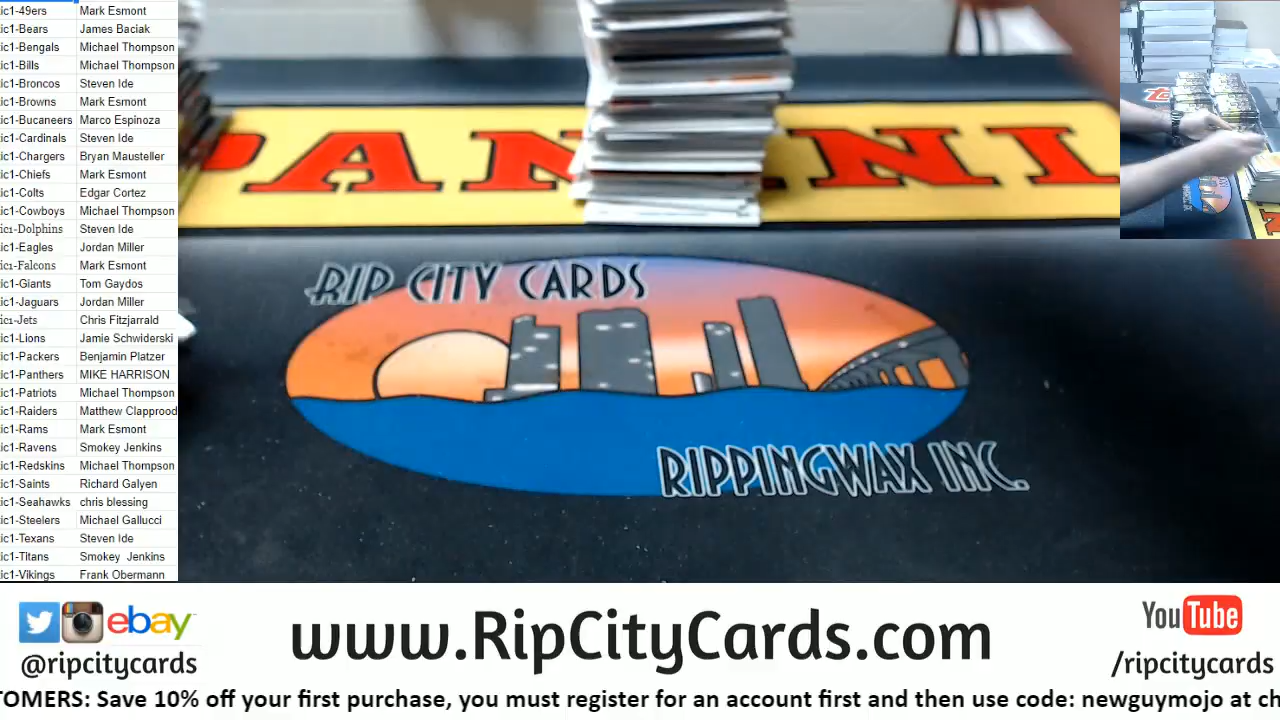 ic1-49ers Mark Esmont
ic1-Bears James Baciak
ic1-Bengals Michael Thompson
ic1-Bills Michael Thompson
ic1-Broncos Steven Ide
ic1-Browns Mark Esmont
ic1-Bucaneers Marco Espinoza
ic1-Cardinals Steven Ide
ic1-Chargers Bryan Mausteller
ic1-Chiefs Mark Esmont
ic1-Colts Edgar Cortez
ic1-Cowboys Michael Thompson
ic1-Dolphins Steven Ide
ic1-Eagles Jordan Miller
ic1-Falcons Mark Esmont
ic1-Giants Tom Gaydos
ic1-Jaguars Jordan Miller
ic1-Jets Chris Fitzjarrald
ic1-Lions Jamie Schwiderski
ic1-Packers Benjamin Platzer
ic1-Panthers MIKE HARRISON
ic1-Patriots Michael Thompson
ic1-Raiders Matthew Clapprood
ic1-Rams Mark Esmont
ic1-Ravens Smokey Jenkins
ic1-Redskins Michael Thompson
ic1-Saints Richard Galyen
ic1-Seahawks chris blessing
ic1-Steelers Michael Gallucci
ic1-Texans Steven Ide
ic1-Titans Smokey Jenkins
ic1-Vikings Frank Obermann
PANINI
RIP CITY CARDS
RIPPINGWAX INC.
ebay
@ripcitycards
www.RipCityCards.com
YouTube
/ripcitycards
TOMERS: Save 10% off your first purchase, you must register for an account first and then use code: newguymojo at ch